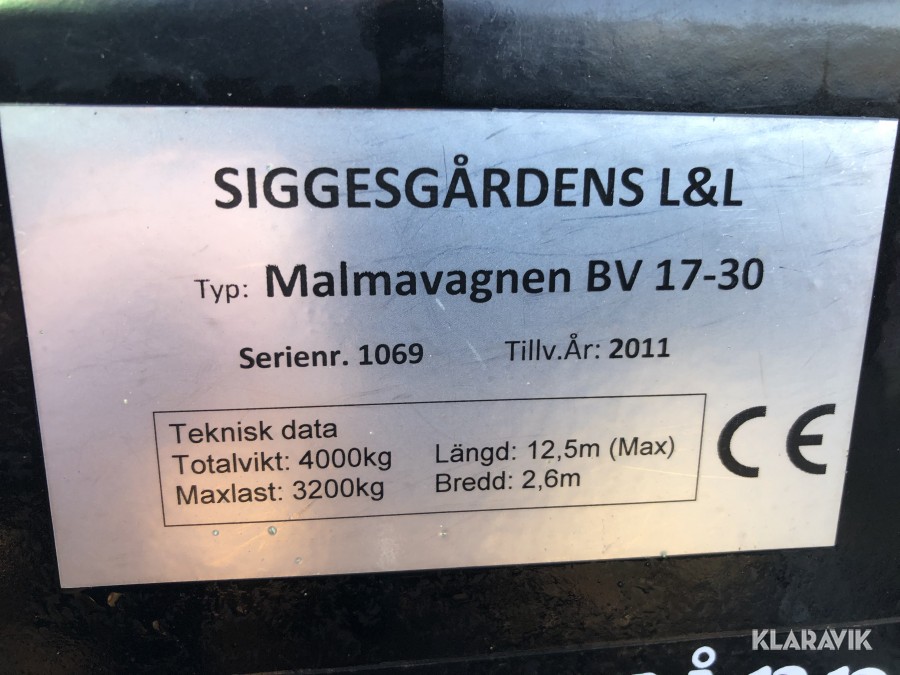 SIGGESGÅRDENS L&L
Typ: Malmavagnen BV 17-30
Serienr. 1069 Tillv.År: 2011
Teknisk data
Totalvikt: 4000kg Längd: 12,5m (Max)
Maxlast: 3200kg Bredd: 2,6m
CE
KLARAVIK